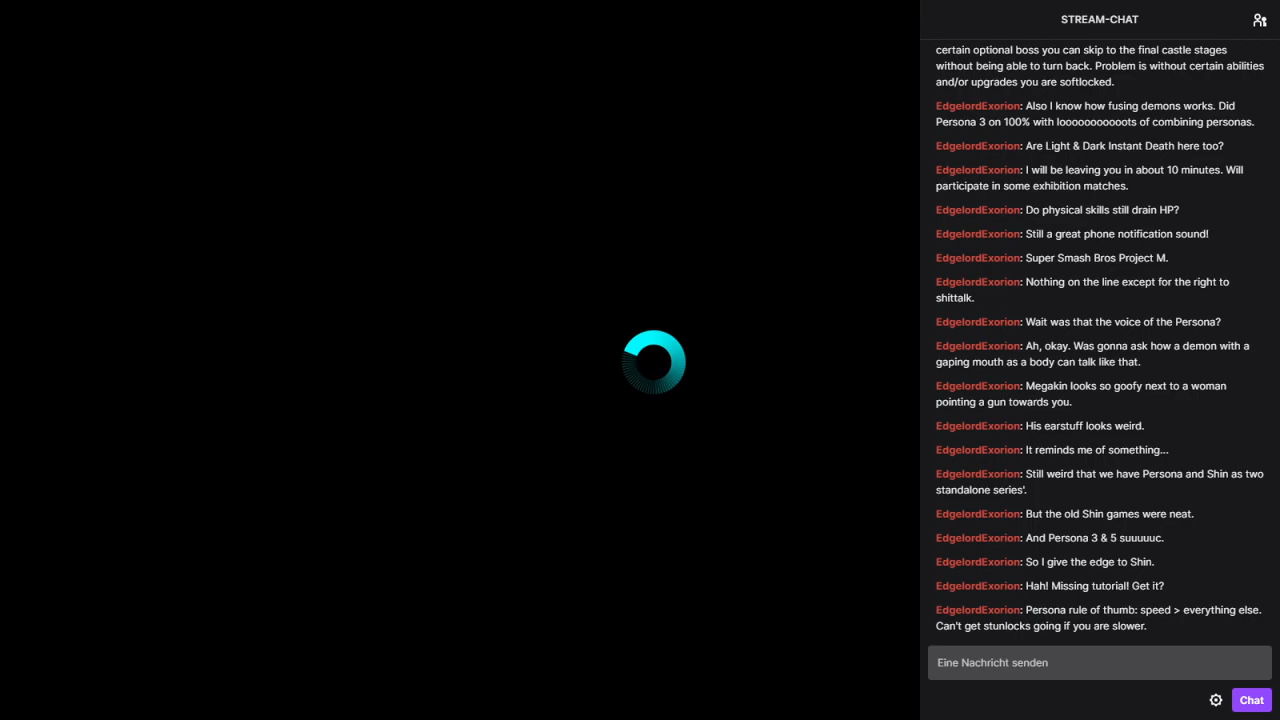 STREAM-CHAT
certain optional boss you can skip to the final castle stages
without being able to turn back. Problem is without certain abilities
and/or upgrades you are softlocked.
EdgelordExorion: Also I know how fusing demons works. Did
Persona 3 on 100% with looooooooooots of combining personas.
EdgelordExorion: Are Light & Dark Instant Death here too?
EdgelordExorion: I will be leaving you in about 10 minutes. Will
participate in some exhibition matches.
EdgelordExorion: Do physical skills still drain HP?
EdgelordExorion: Still a great phone notification sound!
EdgelordExorion: Super Smash Bros Project M.
EdgelordExorion: Nothing on the line except for the right to
shittalk.
EdgelordExorion: Wait was that the voice of the Persona?
EdgelordExorion: Ah, okay. Was gonna ask how a demon with a
gaping mouth as a body can talk like that.
EdgelordExorion: Megakin looks so goofy next to a woman
pointing a gun towards you.
EdgelordExorion: His earstuff looks weird.
EdgelordExorion: It reminds me of something...
EdgelordExorion: Still weird that we have Persona and Shin as two
standalone series'.
EdgelordExorion: But the old Shin games were neat.
EdgelordExorion: And Persona 3 & 5 suuuuuc.
EdgelordExorion: So I give the edge to Shin.
EdgelordExorion: Hah! Missing tutorial! Get it?
EdgelordExorion: Persona rule of thumb: speed > everything else.
Can't get stunlocks going if you are slower.
Eine Nachricht senden
Chat